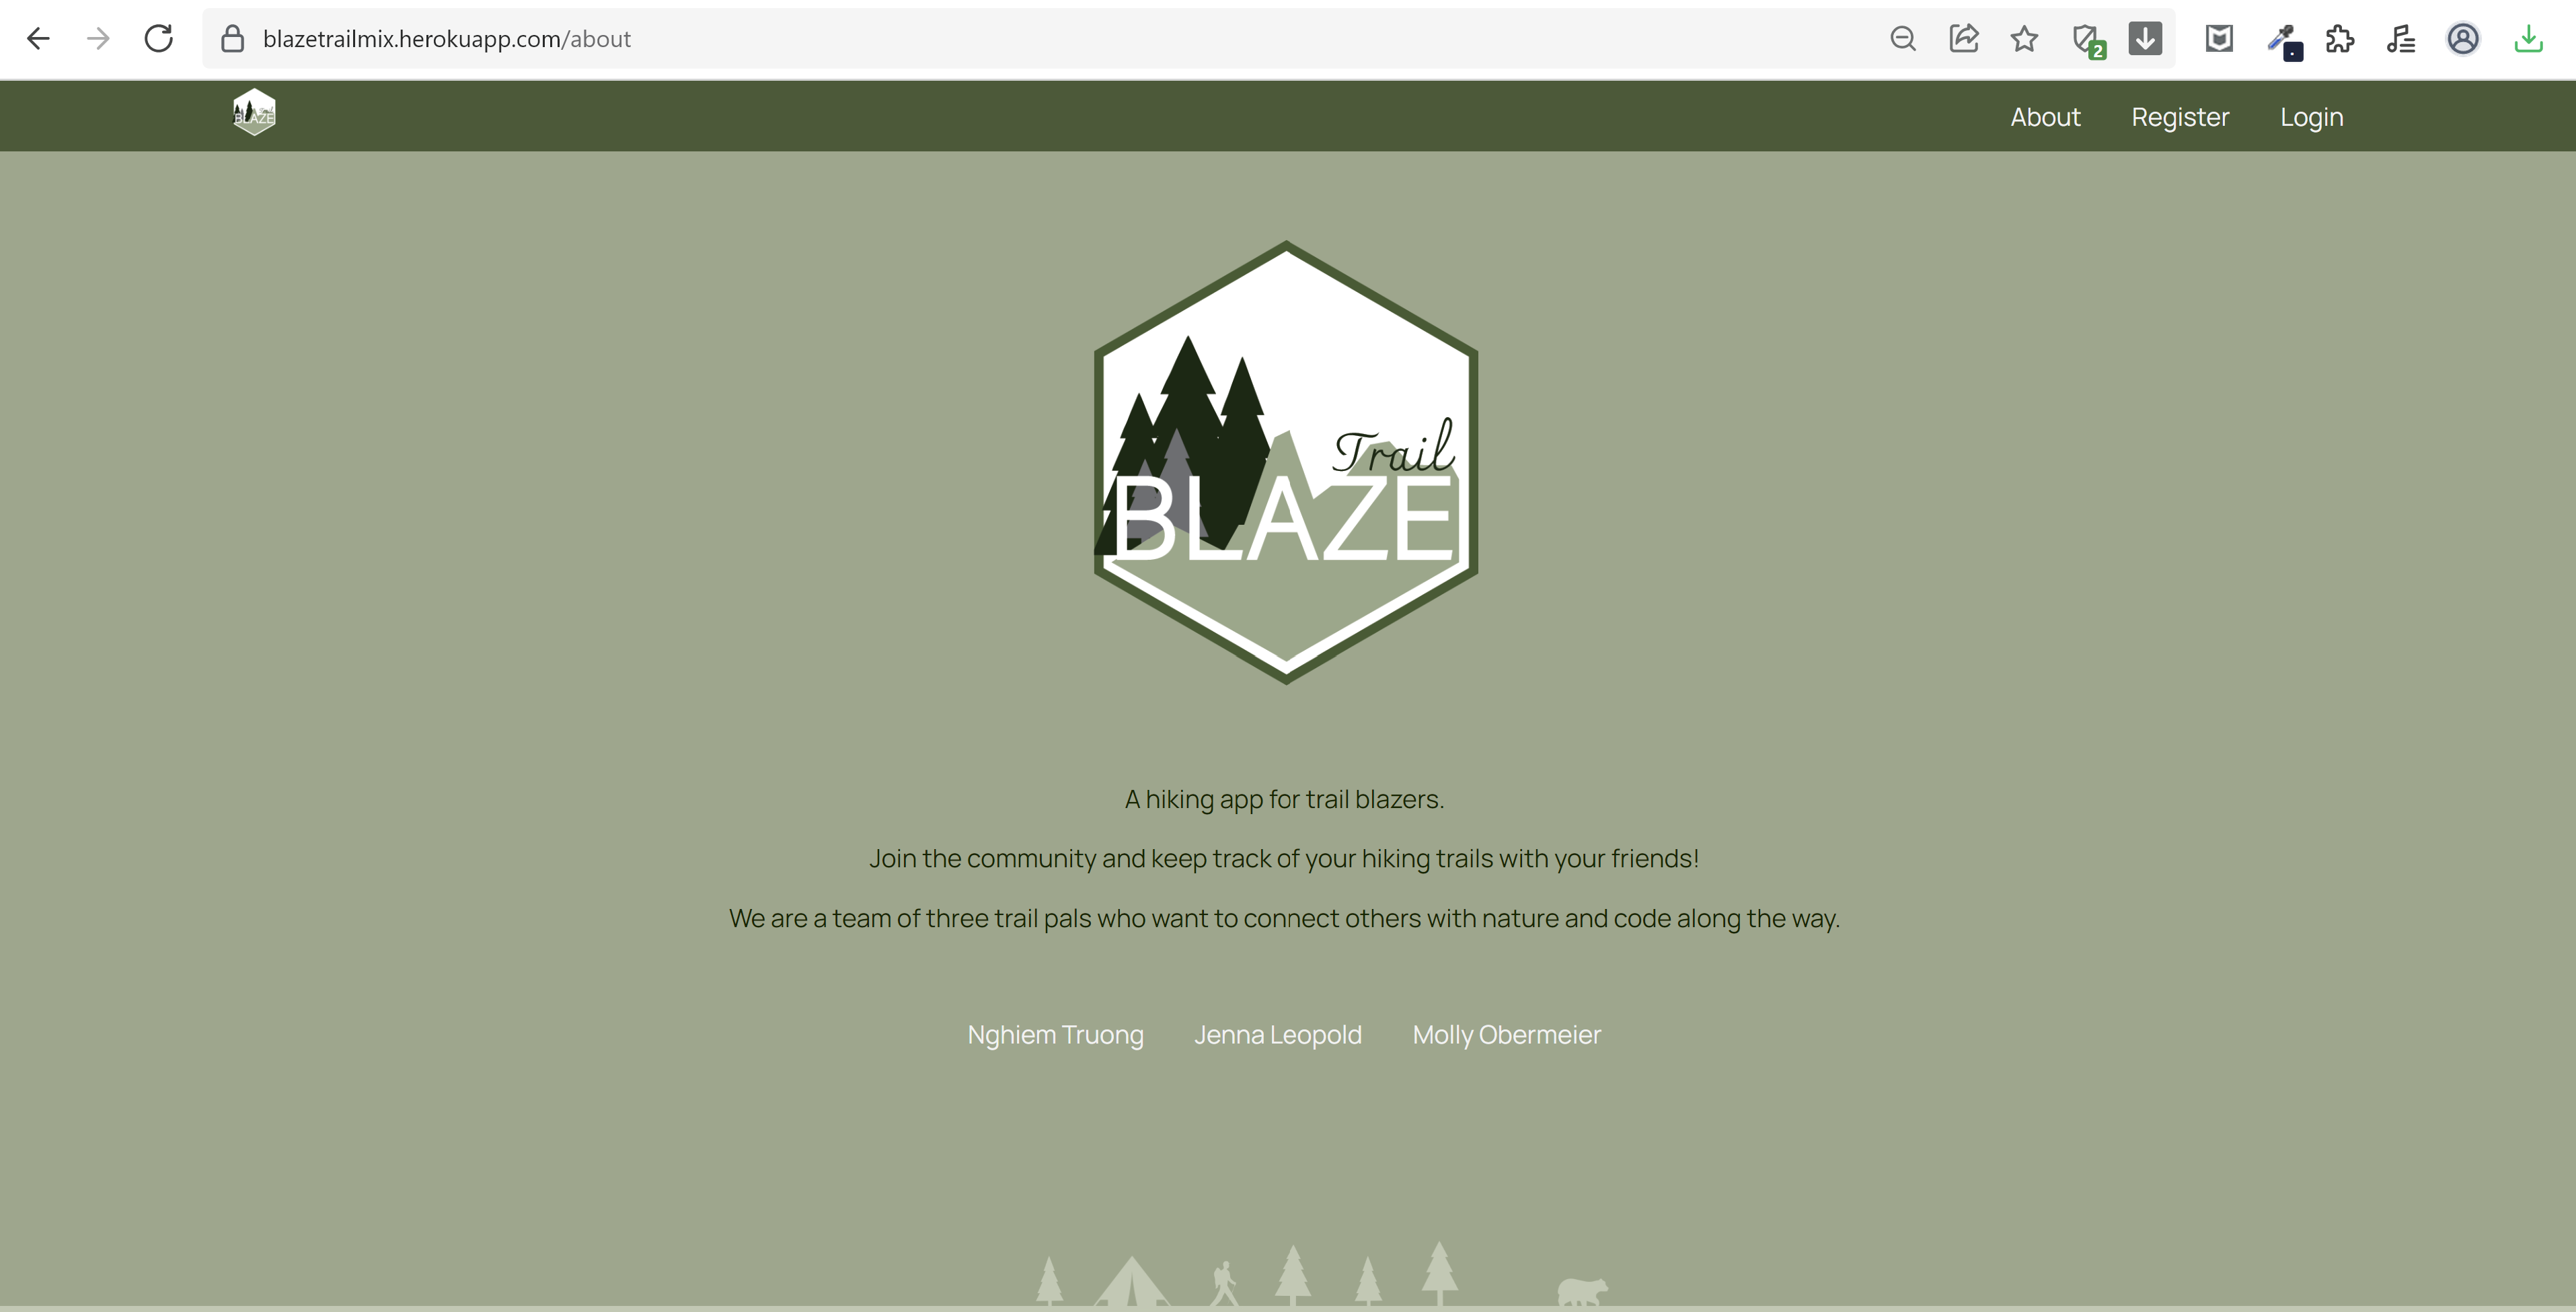 blazetrailmix.herokuapp.com/about
2
BLAZE
About Register Login
Trail
BLAZE
A hiking app for trail blazers.
Join the community and keep track of your hiking trails with your friends!
We are a team of three trail pals who want to connect others with nature and code along the way.
Nghiem Truong Jenna Leopold Molly Obermeier